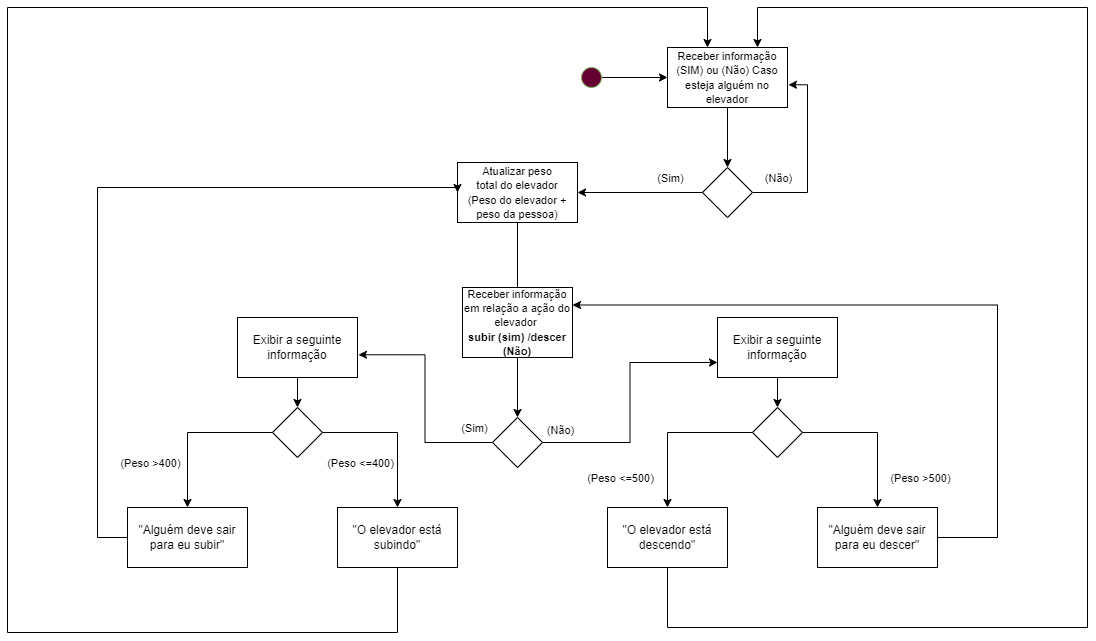 Receber informação
(SIM) ou (Não) Caso
esteja alguém no
elevador
(Sim)
(Não)
Atualizar peso
total do elevador
(Peso do elevador +
peso da pessoa)
Receber informação
em relação a ação do
elevador
subir (sim) /descer
(Não)
Exibir a seguinte
informação
Exibir a seguinte
informação
(Sim)
(Não)
(Peso >400)
(Peso <=400)
(Peso <=500)
(Peso >500)
"Alguém deve sair
para eu subir"
"O elevador está
subindo"
"O elevador está
descendo"
"Alguém deve sair
para eu descer"